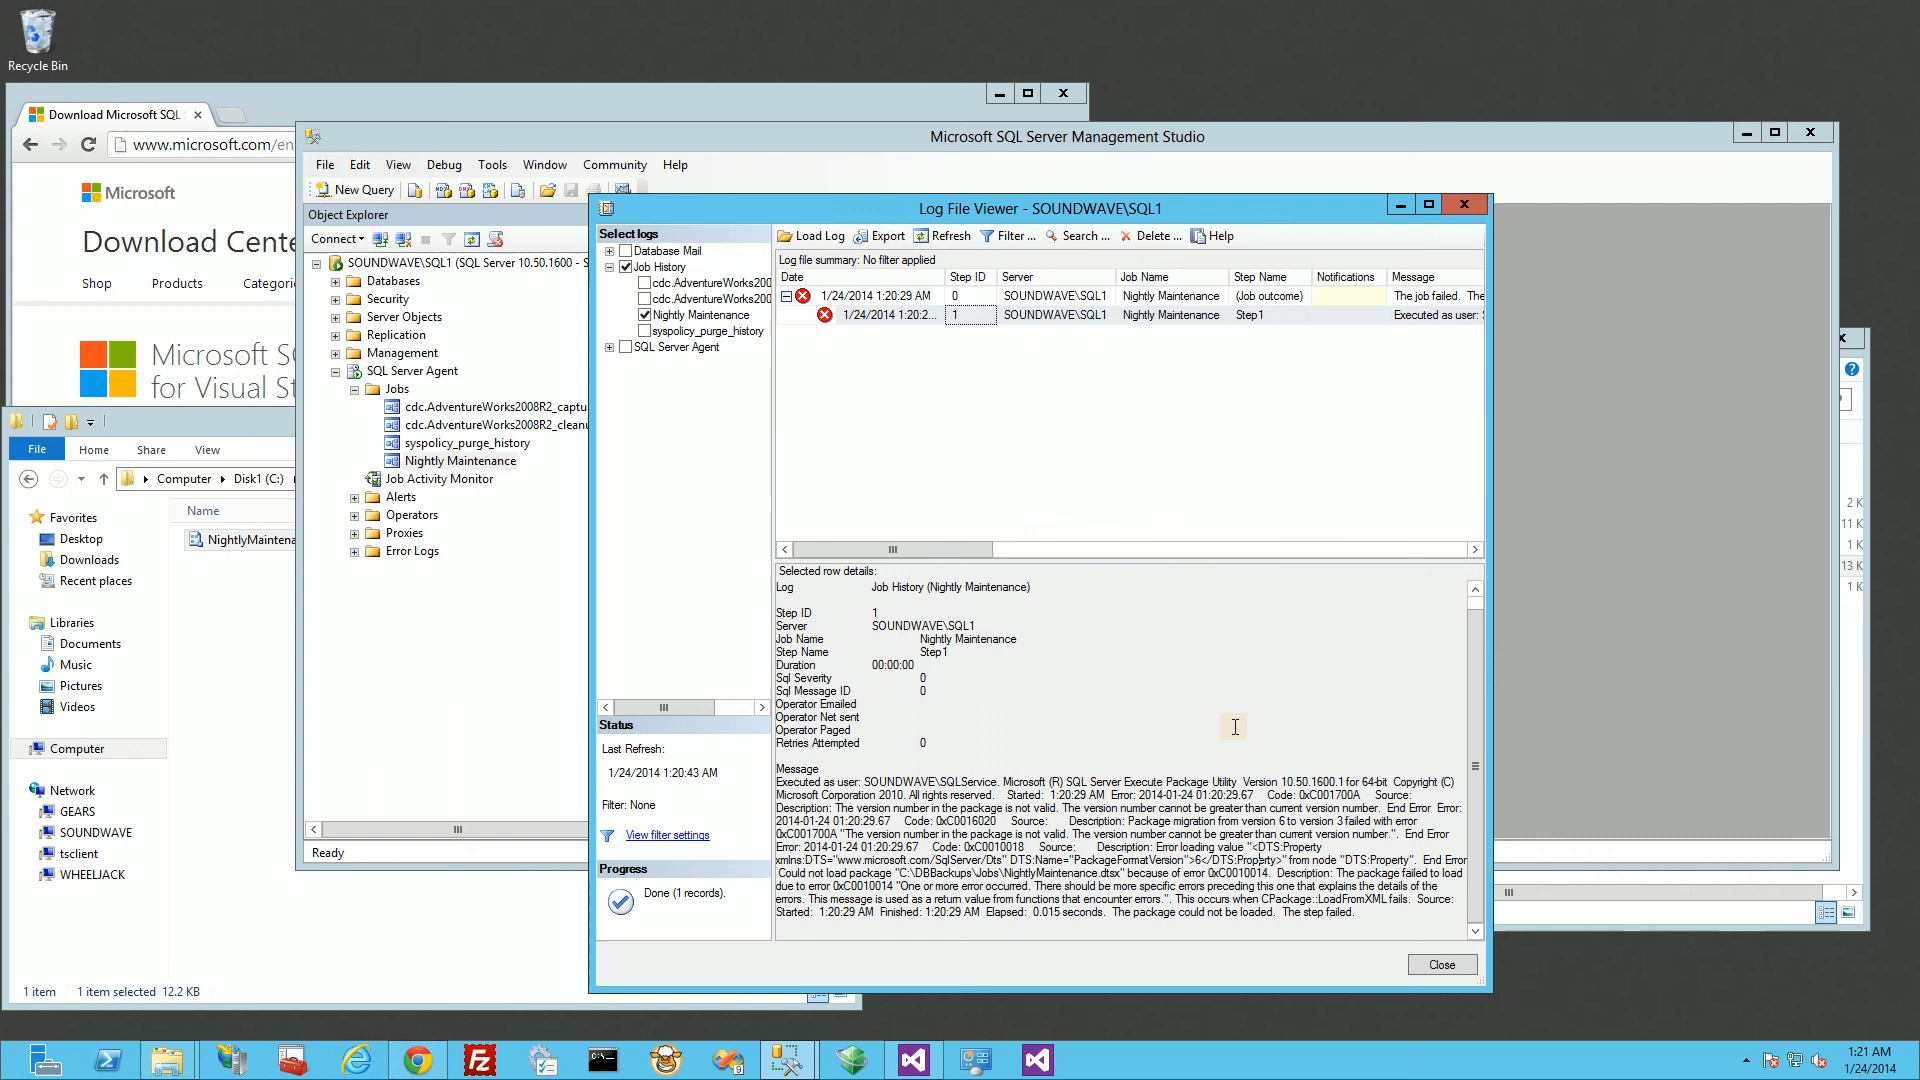 Recycle Bin
Download Microsoft SQL
www.microsoft.com/en
Microsoft
Download Cente
Shop Products Categori
Microsoft S
for Visual St
File Home Share View
Computer Disk1 (C:)
Name
NightlyMaintena
Favorites
Desktop
Downloads
Recent places
Libraries
Documents
Music
Pictures
Videos
Computer
Network
GEARS
SOUNDWAVE
tsclient
WHEELJACK
1 item 1 item selected 12.2 KB
Microsoft SQL Server Management Studio
File Edit View Debug Tools Window Community Help
New Query
Object Explorer
Connect
SOUNDWAVE\SQL1 (SQL Server 10.50.1600 - S
Databases
Security
Server Objects
Replication
Management
SQL Server Agent
Jobs
cdc.AdventureWorks2008R2_captu
cdc.AdventureWorks2008R2_cleanu
syspolicy_purge_history
Nightly Maintenance
Job Activity Monitor
Alerts
Operators
Proxies
Error Logs
Ready
Log File Viewer - SOUNDWAVE\SQL1
Select logs
Database Mail
Job History
cdc.AdventureWorks200
cdc.AdventureWorks200
Nightly Maintenance
syspolicy_purge_history
SQL Server Agent
Status
Last Refresh:
1/24/2014 1:20:43 AM
Filter: None
View filter settings
Progress
Done (1 records).
Load Log Export Refresh Filter ... Search ... Delete ... Help
Log file summary: No filter applied
Date Step ID Server Job Name Step Name Notifications Message
1/24/2014 1:20:29 AM 0 SOUNDWAVE\SQL1 Nightly Maintenance (Job outcome) The job failed. The
1/24/2014 1:20:2... 1 SOUNDWAVE\SQL1 Nightly Maintenance Step1 Executed as user: S
Selected row details:
Log Job History (Nightly Maintenance)
Step ID 1
Server SOUNDWAVE\SQL1
Job Name Nightly Maintenance
Step Name Step1
Duration 00:00:00
Sql Severity 0
Sql Message ID 0
Operator Emailed
Operator Net sent
Operator Paged
Retries Attempted 0
Message
Executed as user: SOUNDWAVE\SQLService. Microsoft (R) SQL Server Execute Package Utility Version 10.50.1600.1 for 64-bit Copyright (C)
Microsoft Corporation 2010. All rights reserved. Started: 1:20:29 AM Error: 2014-01-24 01:20:29.67 Code: 0xC001700A Source:
Description: The version number in the package is not valid. The version number cannot be greater than current version number. End Error Error:
2014-01-24 01:20:29.67 Code: 0xC0016020 Source: Description: Package migration from version 6 to version 3 failed with error
0xC001700A "The version number in the package is not valid. The version number cannot be greater than current version number.". End Error
Error: 2014-01-24 01:20:29.67 Code: 0xC0010018 Source: Description: Error loading value "<DTS:Property
xmlns:DTS="www.microsoft.com/SqlServer/Dts" DTS:Name="PackageFormatVersion">6</DTS:Property>" from node "DTS:Property". End Error
Could not load package "C:\DBBackups\Jobs\NightlyMaintenance.dtsx" because of error 0xC0010014. Description: The package failed to load
due to error 0xC0010014 "One or more error occurred. There should be more specific errors preceding this one that explains the details of the
errors. This message is used as a return value from functions that encounter errors.". This occurs when CPackage::LoadFromXML fails. Source:
Started: 1:20:29 AM Finished: 1:20:29 AM Elapsed: 0.015 seconds. The package could not be loaded. The step failed.
Close
2 K
11 K
1 K
13 K
1 K
1:21 AM
1/24/2014